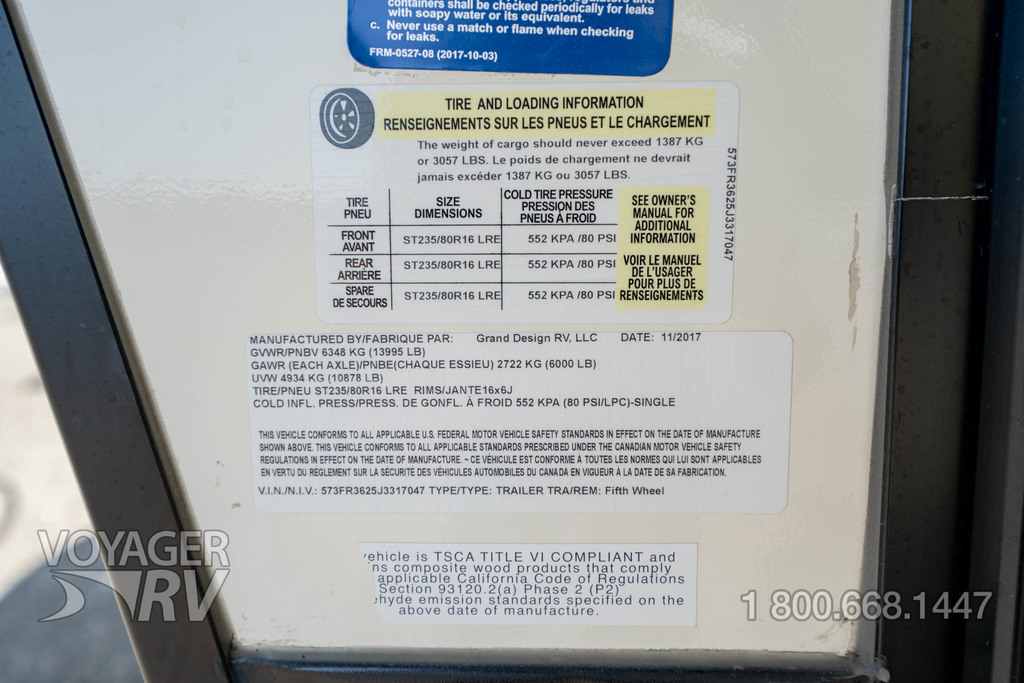 containers shall be checked periodically for leaks
with soapy water or its equivalent.
c. Never use a match or flame when checking
for leaks.
FRM-0527-08 (2017-10-03)
TIRE AND LOADING INFORMATION
RENSEIGNEMENTS SUR LES PNEUS ET LE CHARGEMENT
The weight of cargo should never exceed 1387 KG
or 3057 LBS. Le poids de chargement ne devrait
jamais excéder 1387 KG ou 3057 LBS.
TIRE
PNEU
SIZE
DIMENSIONS
COLD TIRE PRESSURE
PRESSION DES
PNEUS À FROID
FRONT
AVANT
ST235/80R16 LRE
552 KPA /80 PSI
REAR
ARRIÈRE
ST235/80R16 LRE
552 KPA /80 PSI
SPARE
DE SECOURS
ST235/80R16 LRE
552 KPA /80 PSI
SEE OWNER'S
MANUAL FOR
ADDITIONAL
INFORMATION
VOIR LE MANUEL
DE L'USAGER
POUR PLUS DE
RENSEIGNEMENTS
573FR3625J3317047
MANUFACTURED BY/FABRIQUE PAR: Grand Design RV, LLC DATE: 11/2017
GVWR/PNBV 6348 KG (13995 LB)
GAWR (EACH AXLE)/PNBE(CHAQUE ESSIEU) 2722 KG (6000 LB)
UVW 4934 KG (10878 LB)
TIRE/PNEU ST235/80R16 LRE RIMS/JANTE16x6J
COLD INFL. PRESS/PRESS. DE GONFL. À FROID 552 KPA (80 PSI/LPC)-SINGLE
THIS VEHICLE CONFORMS TO ALL APPLICABLE U.S. FEDERAL MOTOR VEHICLE SAFETY STANDARDS IN EFFECT ON THE DATE OF MANUFACTURE
SHOWN ABOVE. THIS VEHICLE CONFORMS TO ALL APPLICABLE STANDARDS PRESCRIBED UNDER THE CANADIAN MOTOR VEHICLE SAFETY
REGULATIONS IN EFFECT ON THE DATE OF MANUFACTURE. ~ CE VEHICULE EST CONFORME À TOUTES LES NORMES QUI LUI SONT APPLICABLES
EN VERTU DU RÉGLEMENT SUR LA SÉCURITÉ DES VÉHICULES AUTOMOBILES DU CANADA EN VIGUEUR À LA DATE DE SA FABRICATION.
V.I.N./N.I.V.: 573FR3625J3317047 TYPE/TYPE: TRAILER TRA/REM: Fifth Wheel
vehicle is TSCA TITLE VI COMPLIANT and
ns composite wood products that comply
applicable California Code of Regulations
Section 93120.2(a) Phase 2 (P2)
hyde emission standards specified on the
above date of manufacture.
VOYAGER
RV
1 800.668.1447